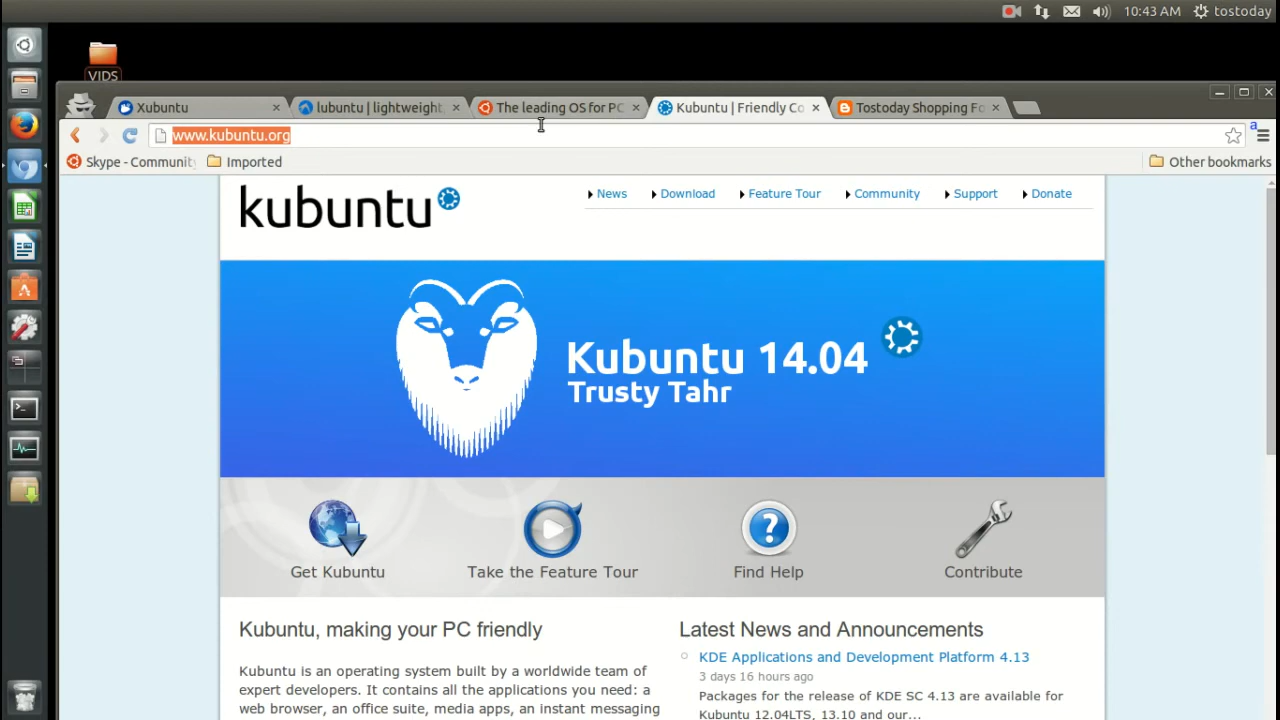 10:43 AM tostoday
VIDS
Xubuntu
lubuntu | lightweight,
The leading OS for PC
Kubuntu | Friendly Co
Tostoday Shopping Fo
www.kubuntu.org
a
Skype - Communit
Imported
Other bookmarks
kubuntu
News
Download
Feature Tour
Community
Support
Donate
Kubuntu 14.04
Trusty Tahr
Get Kubuntu
Take the Feature Tour
Find Help
Contribute
Kubuntu, making your PC friendly
Kubuntu is an operating system built by a worldwide team of
expert developers. It contains all the applications you need: a
web browser, an office suite, media apps, an instant messaging
Latest News and Announcements
KDE Applications and Development Platform 4.13
3 days 16 hours ago
Packages for the release of KDE SC 4.13 are available for
Kubuntu 12.04LTS, 13.10 and our...